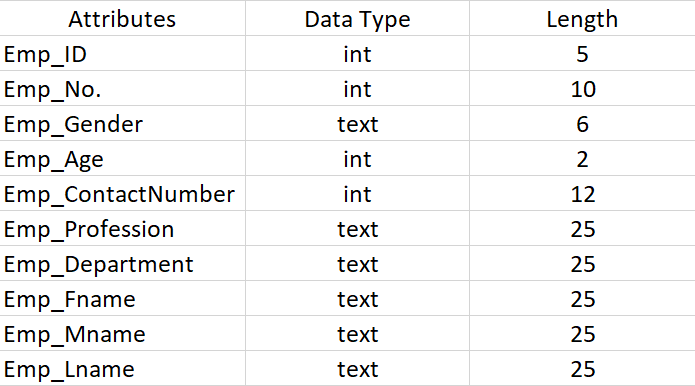 Attributes Data Type Length
Emp_ID int 5
Emp_No. int 10
Emp_Gender text 6
Emp_Age int 2
Emp_ContactNumber int 12
Emp_Profession text 25
Emp_Department text 25
Emp_Fname text 25
Emp_Mname text 25
Emp_Lname text 25